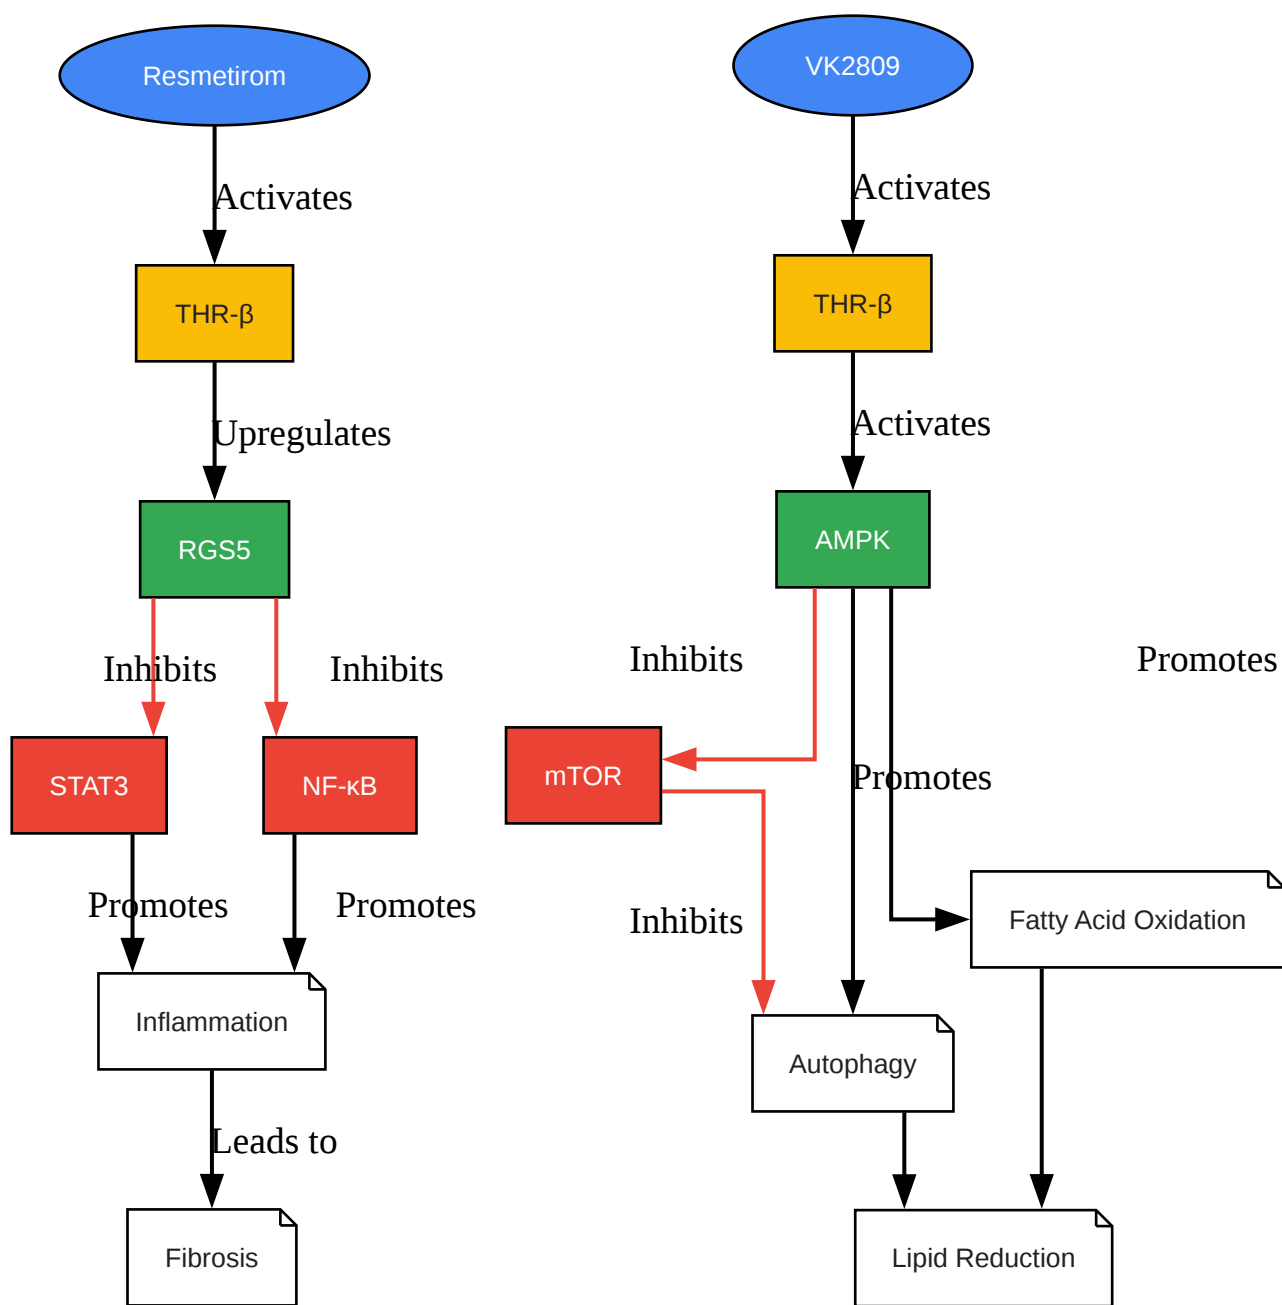 Resmetirom
VK2809
Activates
Activates
THR-β
THR-β
Upregulates
Activates
RGS5
AMPK
Inhibits
Inhibits
Inhibits
Promotes
STAT3
NF-κB
mTOR
Promotes
Promotes
Promotes
Inhibits
Fatty Acid Oxidation
Inflammation
Autophagy
Leads to
Fibrosis
Lipid Reduction